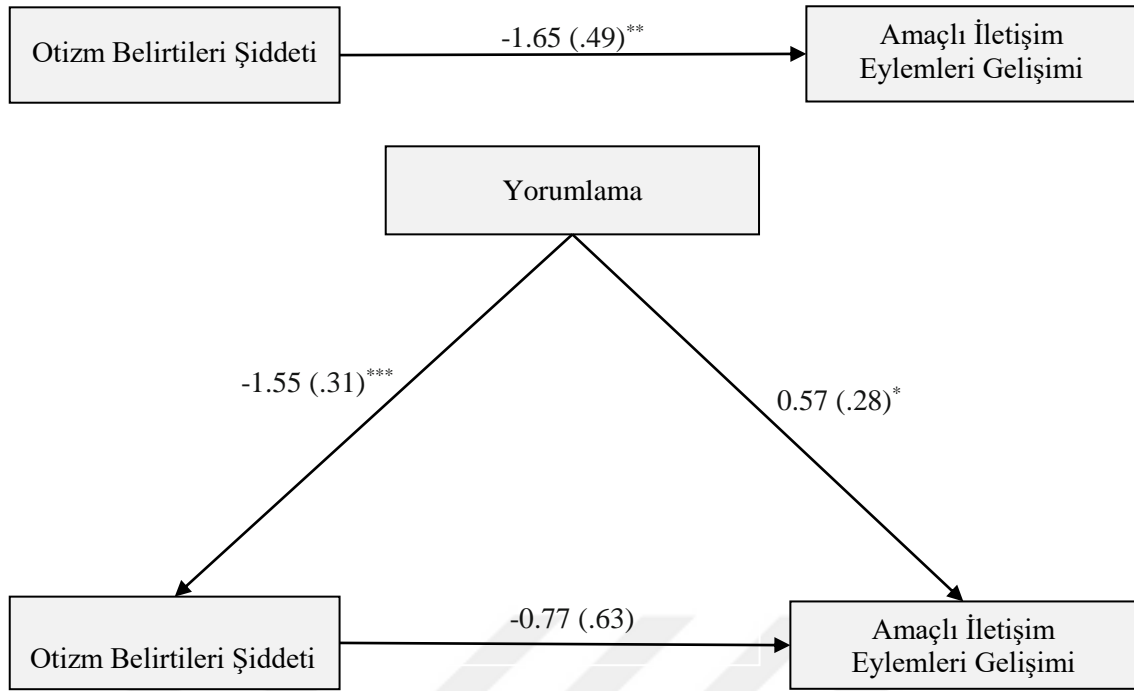 Otizm Belirtileri Şiddeti
-1.65 (.49)**
Amaçlı İletişim
Eylemleri Gelişimi
Yorumlama
-1.55 (.31)***
0.57 (.28)*
Otizm Belirtileri Şiddeti
-0.77 (.63)
Amaçlı İletişim
Eylemleri Gelişimi